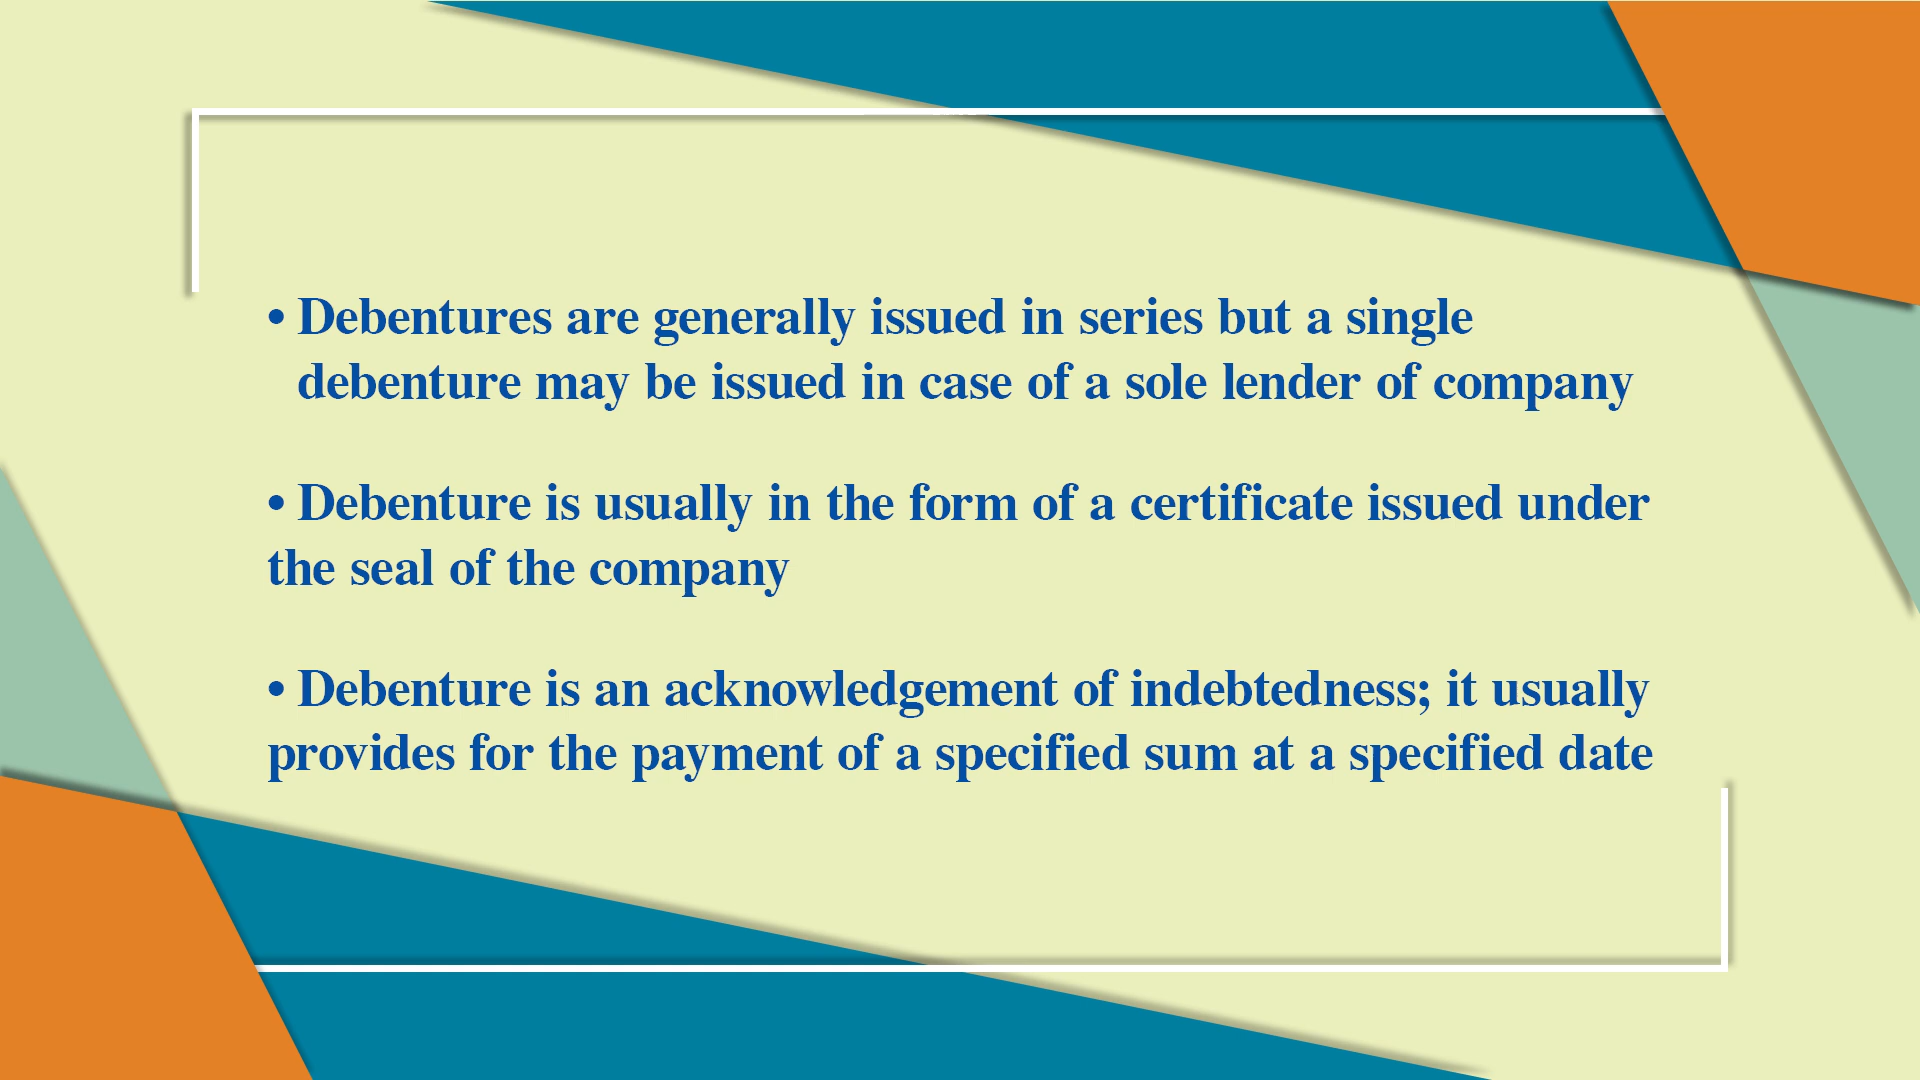 • Debentures are generally issued in series but a single
debenture may be issued in case of a sole lender of company
• Debenture is usually in the form of a certificate issued under
the seal of the company
• Debenture is an acknowledgement of indebtedness; it usually
provides for the payment of a specified sum at a specified date